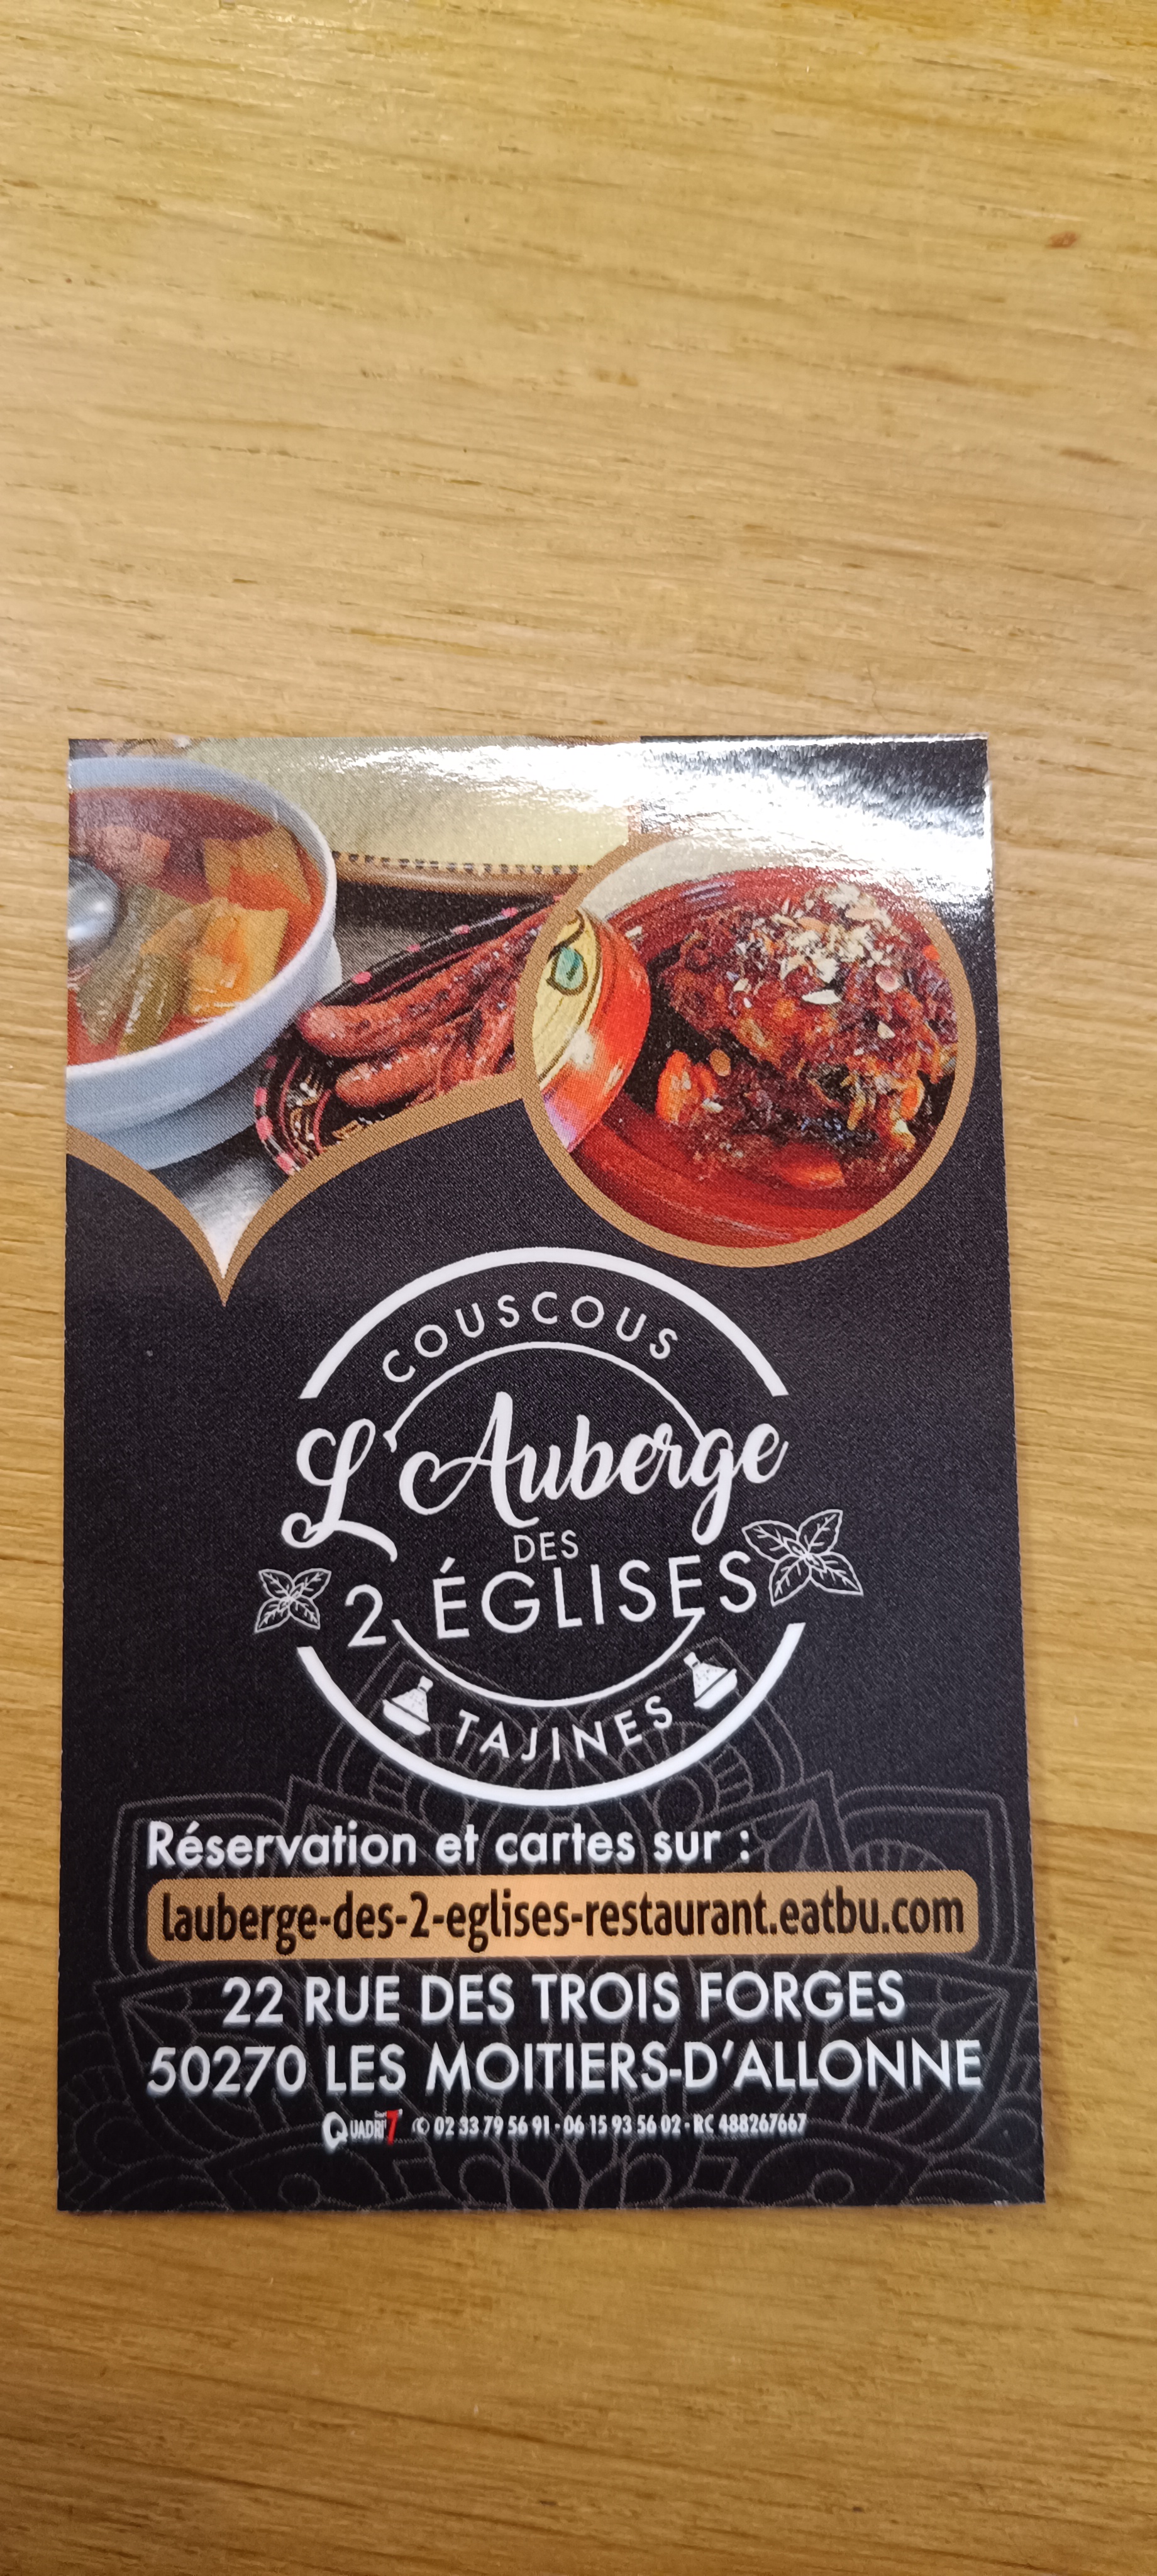 COUSCOUS
L'Auberge
DES
2 ÉGLISES
TAJINES
Réservation et cartes sur :
lauberge-des-2-eglises-restaurant.eatbu.com
22 RUE DES TROIS FORGES
50270 LES MOITIERS-D'ALLONNE
QUADRI 7 © 02 33 79 56 91 - 06 15 93 56 02 - RC 488267667